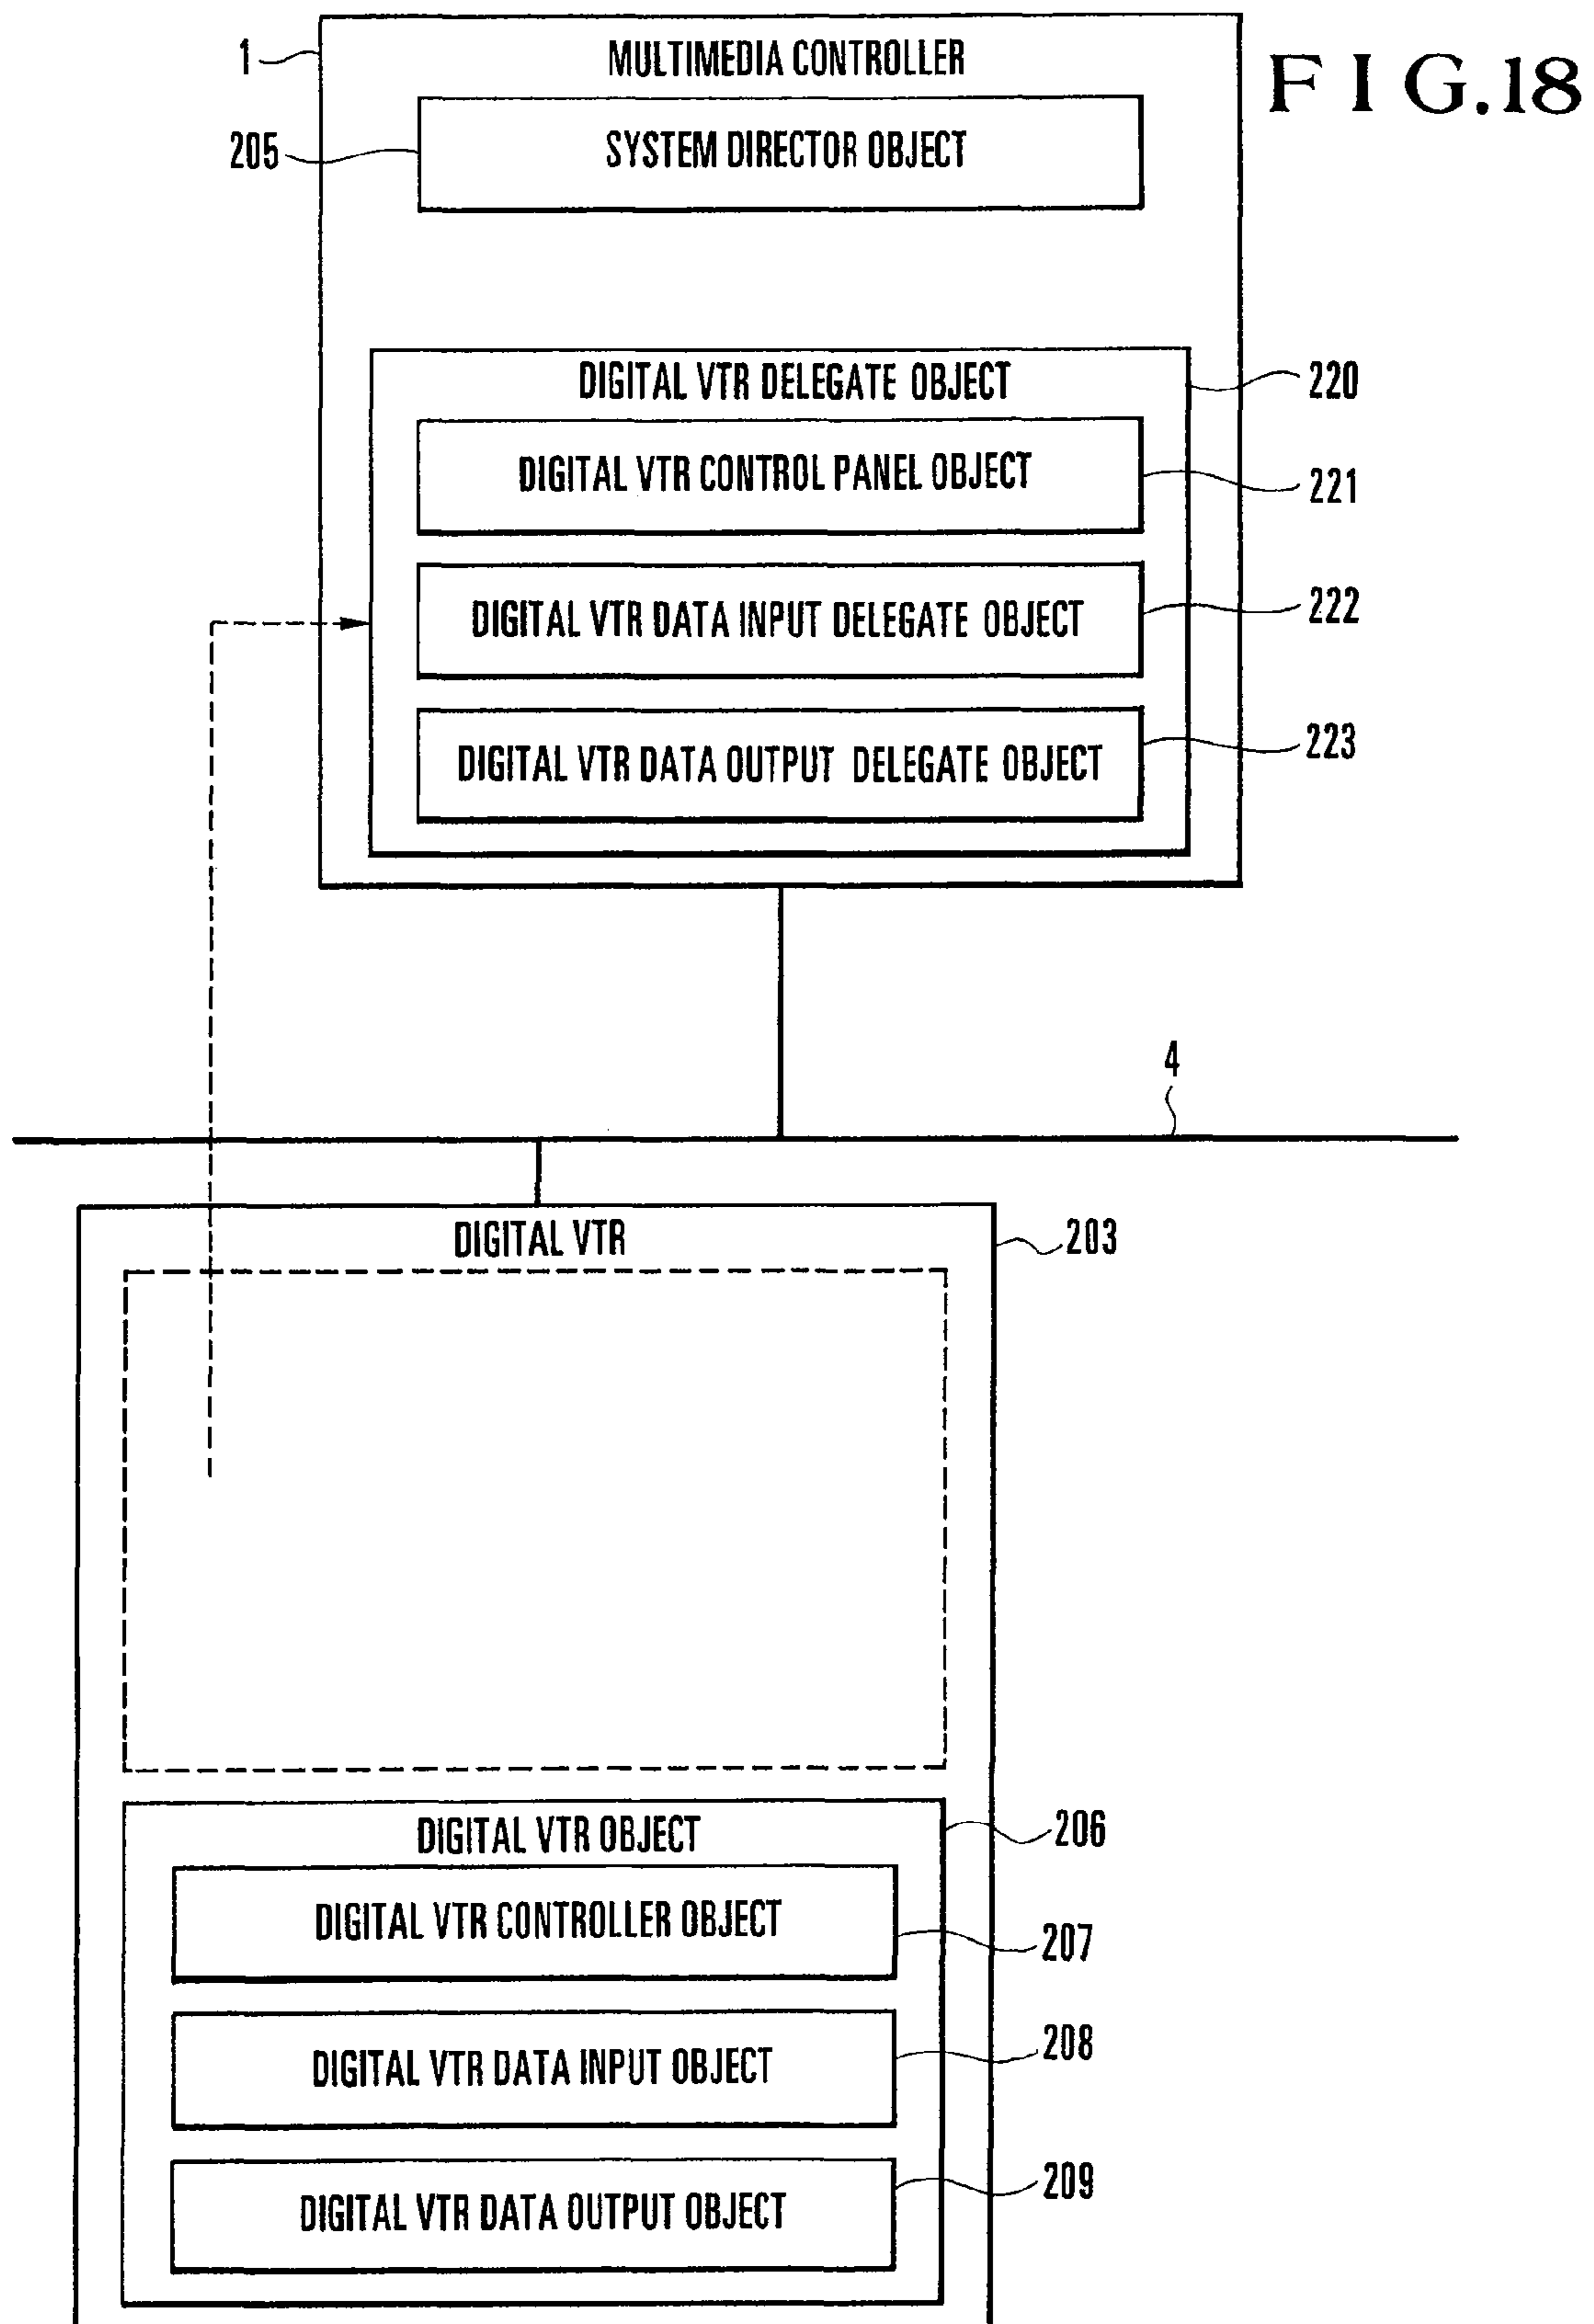 FIG.18
1
MULTIMEDIA CONTROLLER
205
SYSTEM DIRECTOR OBJECT
DIGITAL VTR DELEGATE OBJECT
220
DIGITAL VTR CONTROL PANEL OBJECT
221
DIGITAL VTR DATA INPUT DELEGATE OBJECT
222
DIGITAL VTR DATA OUTPUT DELEGATE OBJECT
223
4
DIGITAL VTR
203
DIGITAL VTR OBJECT
206
DIGITAL VTR CONTROLLER OBJECT
207
DIGITAL VTR DATA INPUT OBJECT
208
DIGITAL VTR DATA OUTPUT OBJECT
209